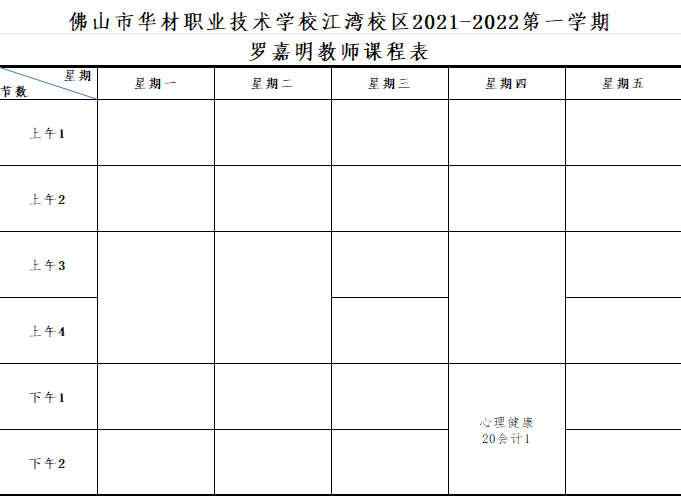 佛山市华材职业技术学校江湾校区2021-2022第一学期
罗嘉明教师课程表
星期
节数
星期一
星期二
星期三
星期四
星期五
上午1
上午2
上午3
上午4
下午1
心理健康
20会计1
下午2